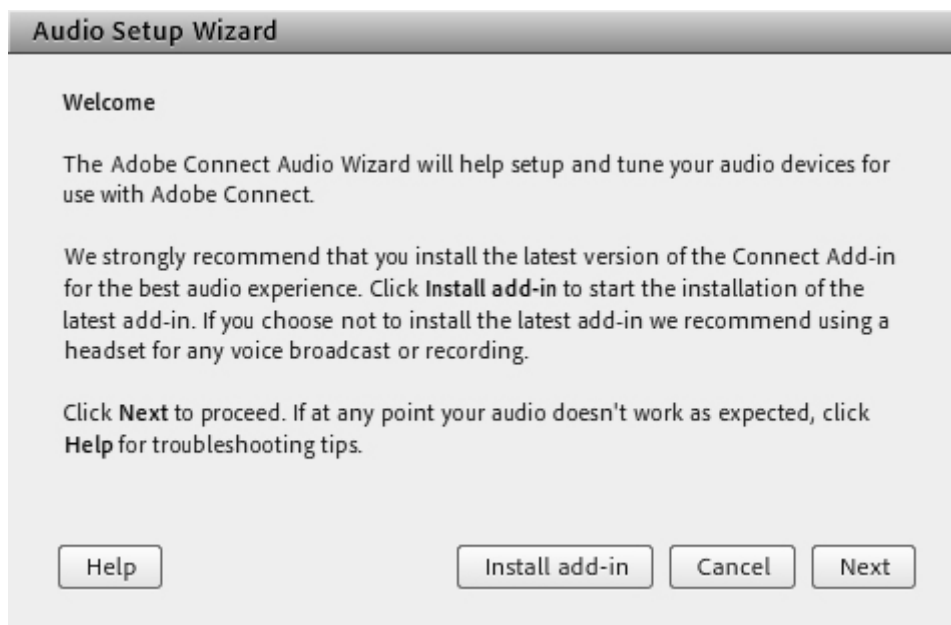 Audio Setup Wizard
Welcome
The Adobe Connect Audio Wizard will help setup and tune your audio devices for
use with Adobe Connect.
We strongly recommend that you install the latest version of the Connect Add-in
for the best audio experience. Click Install add-in to start the installation of the
latest add-in. If you choose not to install the latest add-in we recommend using a
headset for any voice broadcast or recording.
Click Next to proceed. If at any point your audio doesn't work as expected, click
Help for troubleshooting tips.
Help Install add-in Cancel Next